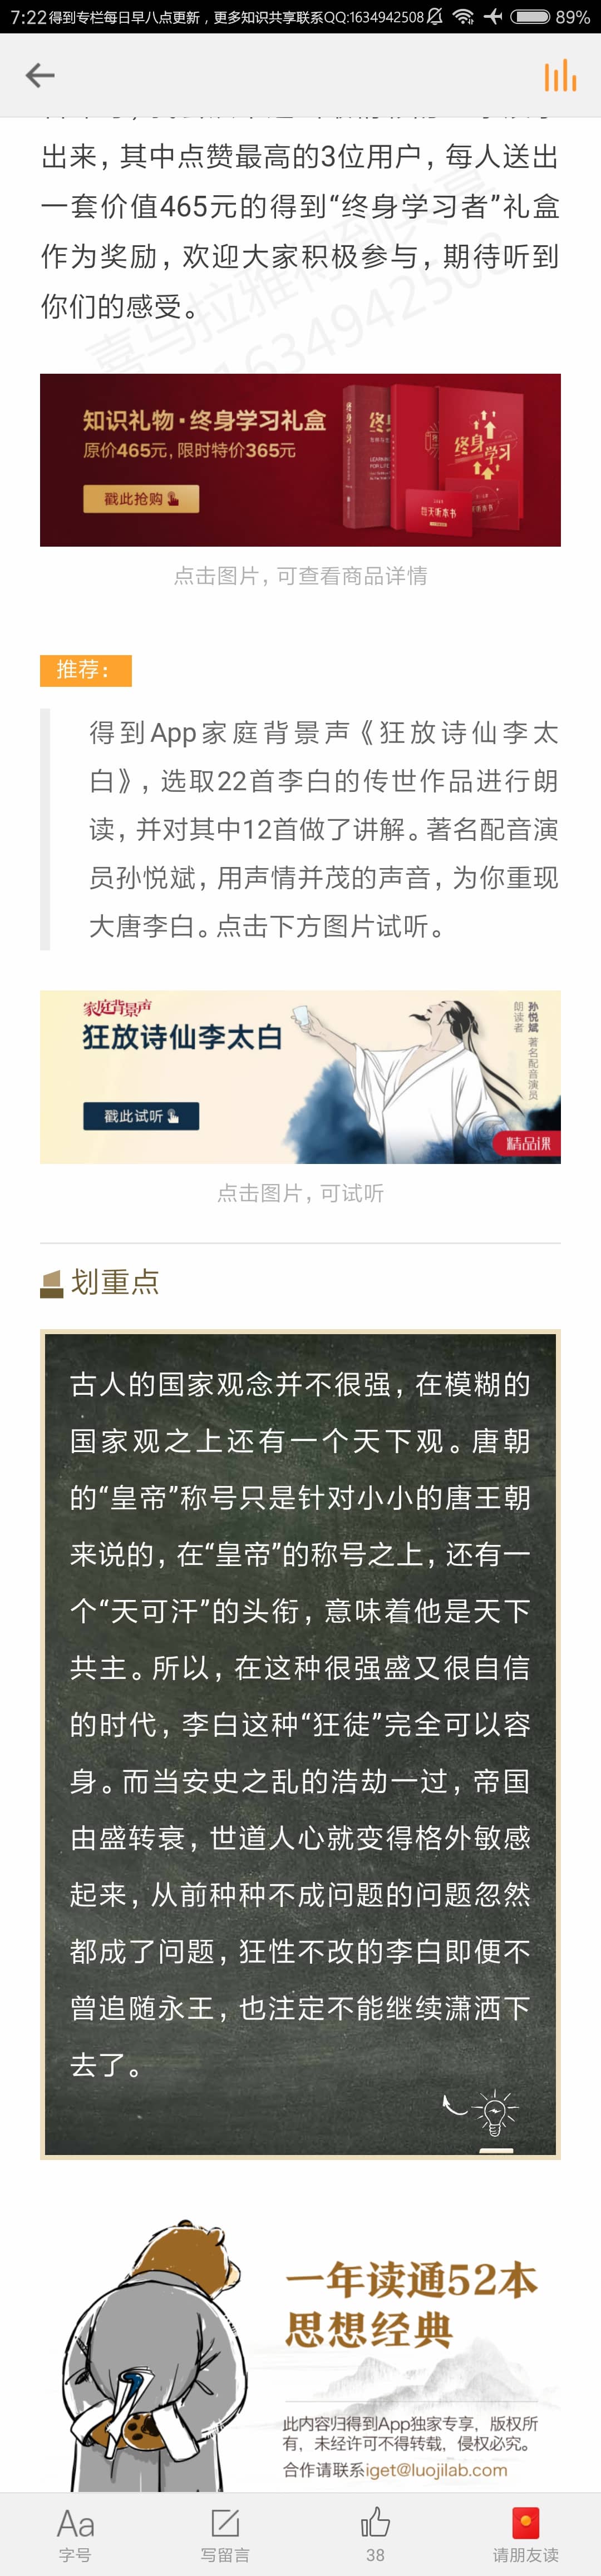 7:22得到专栏每日早八点更新，更多知识共享联系QQ:1634942508 89%
出来，其中点赞最高的3位用户，每人送出
一套价值465元的得到“终身学习者”礼盒
作为奖励，欢迎大家积极参与，期待听到
你们的感受。
喜马拉雅得到共享
1634942508
知识礼物·终身学习礼盒
原价465元，限时特价365元
戳此抢购
终身学习
终身学习
每天听本书
点击图片，可查看商品详情
推荐：
得到App家庭背景声《狂放诗仙李太
白》，选取22首李白的传世作品进行朗
读，并对其中12首做了讲解。著名配音演
员孙悦斌，用声情并茂的声音，为你重现
大唐李白。点击下方图片试听。
家庭背景声
狂放诗仙李太白
戳此试听
孙悦斌 著名配音演员
朗读者
精品课
点击图片，可试听
划重点
古人的国家观念并不很强，在模糊的
国家观之上还有一个天下观。唐朝
的“皇帝”称号只是针对小小的唐王朝
来说的，在“皇帝”的称号之上，还有一
个“天可汗”的头衔，意味着他是天下
共主。所以，在这种很强盛又很自信
的时代，李白这种“狂徒”完全可以容
身。而当安史之乱的浩劫一过，帝国
由盛转衰，世道人心就变得格外敏感
起来，从前种种不成问题的问题忽然
都成了问题，狂性不改的李白即便不
曾追随永王，也注定不能继续潇洒下
去了。
一年读通52本
思想经典
此内容归得到App独家专享，版权所
有，未经许可不得转载，侵权必究。
合作请联系iget@luojilab.com
Aa
字号
写留言
38
请朋友读